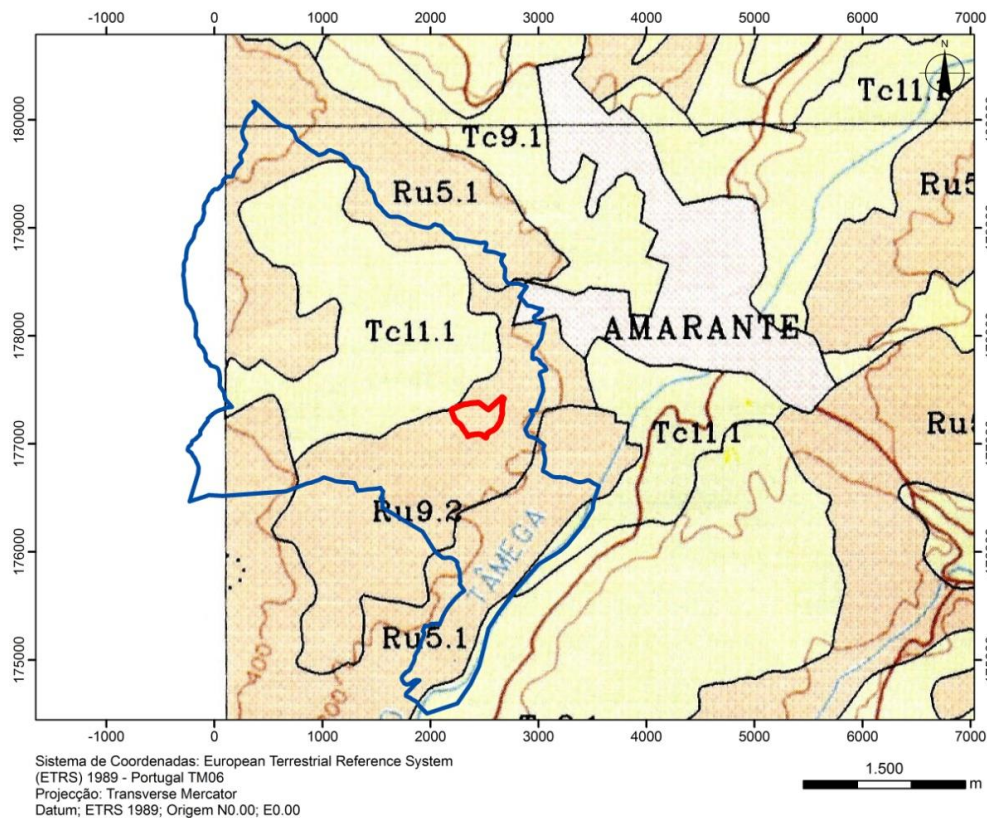 -1000 0 1000 2000 3000 4000 5000 6000 7000
N
180000
179000
178000
177000
176000
175000
Tc11.1
Tc9.1
Ru5
Ru5.1
Tc11.1
AMARANTE
Tc11.1
Ru
Ru9.2
TÂMEGA
Ru5.1
400
-1000 0 1000 2000 3000 4000 5000 6000 7000
Sistema de Coordenadas: European Terrestrial Reference System
(ETRS) 1989 - Portugal TM06
Projecção: Transverse Mercator
Datum; ETRS 1989; Origem N0.00; E0.00
1.500
m